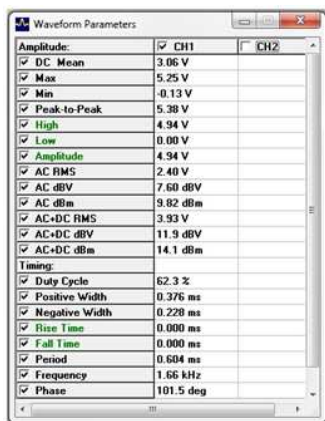 Waveform Parameters
Amplitude: CH1 CH2
DC Mean 3.06 V
Max 5.25 V
Min -0.13 V
Peak-to-Peak 5.38 V
High 4.94 V
Low 0.00 V
Amplitude 4.94 V
AC RMS 2.40 V
AC dBV 7.60 dBV
AC dBm 9.82 dBm
AC+DC RMS 3.93 V
AC+DC dBV 11.9 dBV
AC+DC dBm 14.1 dBm
Timing:
Duty Cycle 62.3 %
Positive Width 0.376 ms
Negative Width 0.228 ms
Rise Time 0.000 ms
Fall Time 0.000 ms
Period 0.604 ms
Frequency 1.66 kHz
Phase 101.5 deg